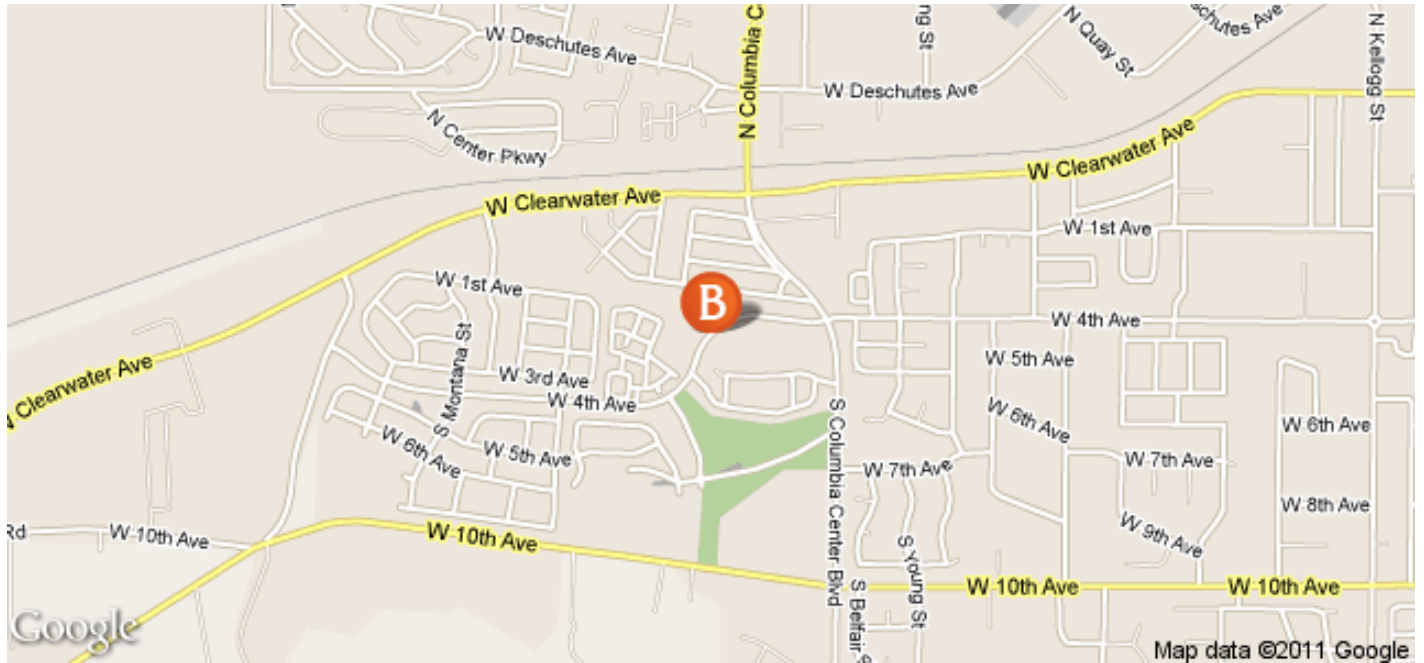 W Deschutes Ave
N Columbia C
ng St
N Quay St
schutes Ave
N Kellogg St
W Deschutes Ave
N Center Pkwy
W Clearwater Ave
W Clearwater Ave
W 1st Ave
W 1st Ave
B
W 4th Ave
S Montana St
W 3rd Ave
W 5th Ave
W Clearwater Ave
W 4th Ave
W 6th Ave
S Columbia Center Blvd
W 6th Ave
W 6th Ave
W 5th Ave
W 7th Ave
W 7th Ave
W 8th Ave
Rd
W 10th Ave
W 10th Ave
W 9th Ave
S Young St
S Belfair S
W 10th Ave
W 10th Ave
Google
Map data ©2011 Google